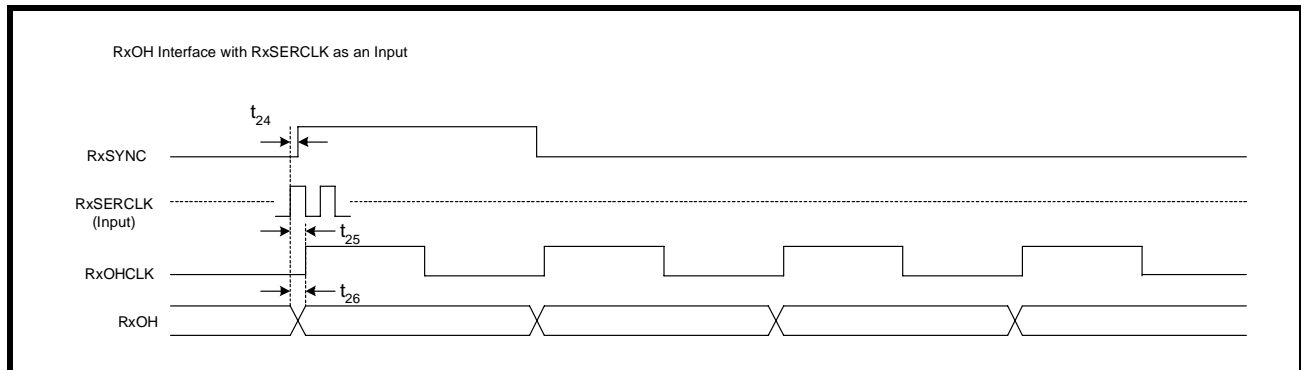 RxOH Interface with RxSERCLK as an Input
t24
RxSYNC
RxSERCLK
(Input)
t25
RxOHCLK
t26
RxOH